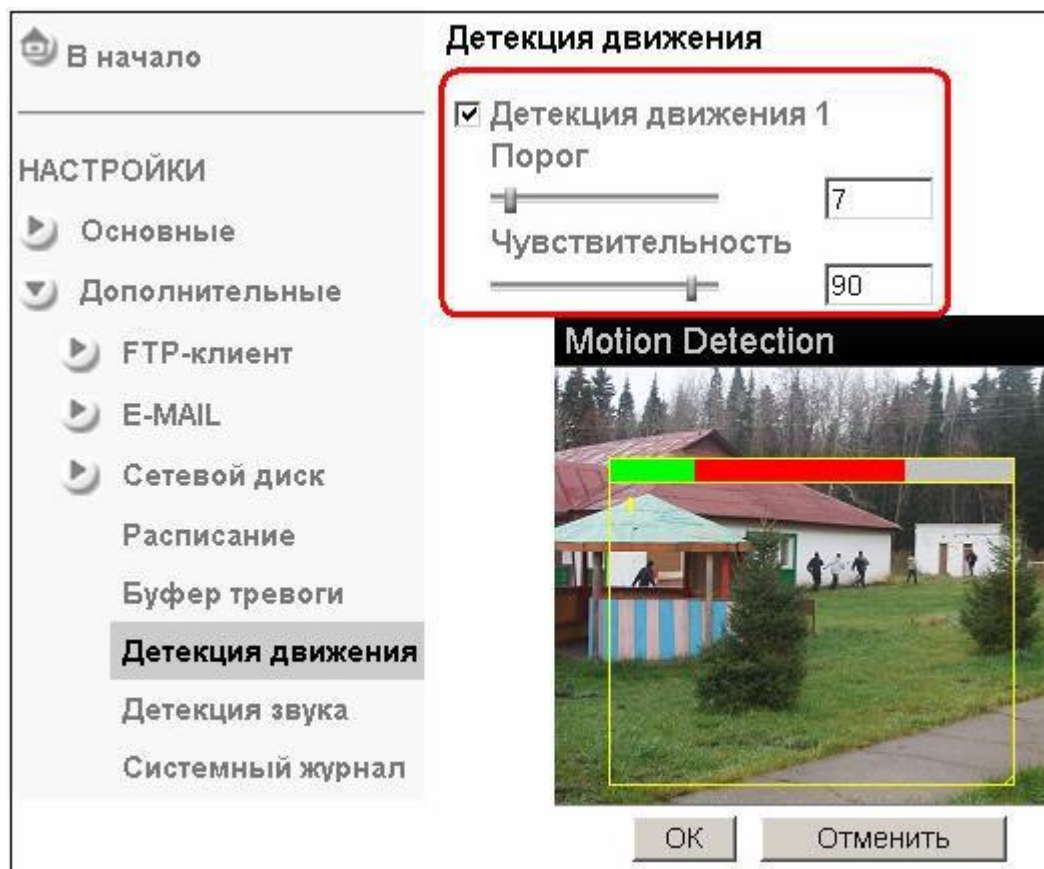 В начало
НАСТРОЙКИ
Основные
Дополнительные
FTP-клиент
E-MAIL
Сетевой диск
Расписание
Буфер тревоги
Детекция движения
Детекция звука
Системный журнал
Детекция движения
Детекция движения 1
Порог
7
Чувствительность
90
Motion Detection
ОК
Отменить